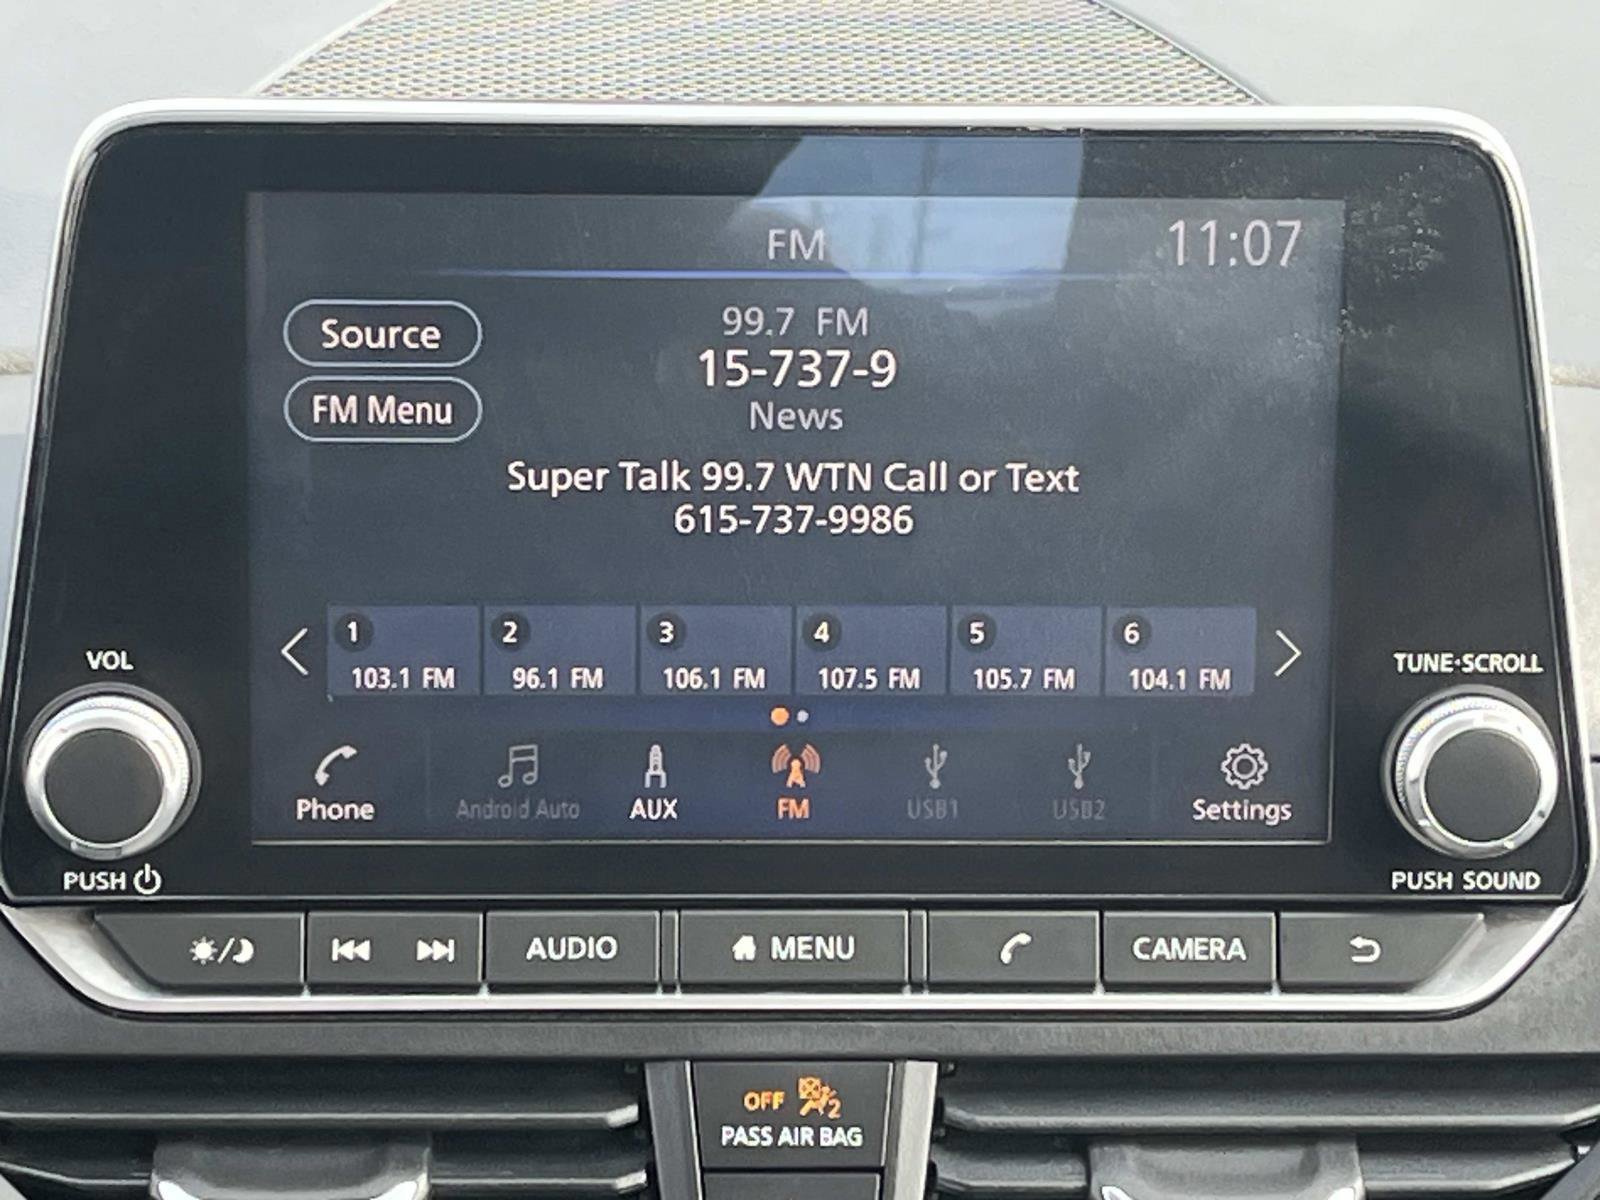 FM
11:07
Source
99.7 FM
15-737-9
FM Menu
News
Super Talk 99.7 WTN Call or Text
615-737-9986
1
2
3
4
5
6
103.1 FM
96.1 FM
106.1 FM
107.5 FM
105.7 FM
104.1 FM
VOL
TUNE·SCROLL
Phone
Android Auto
AUX
FM
USB1
USB2
Settings
PUSH
PUSH SOUND
AUDIO
MENU
CAMERA
OFF
2
PASS AIR BAG